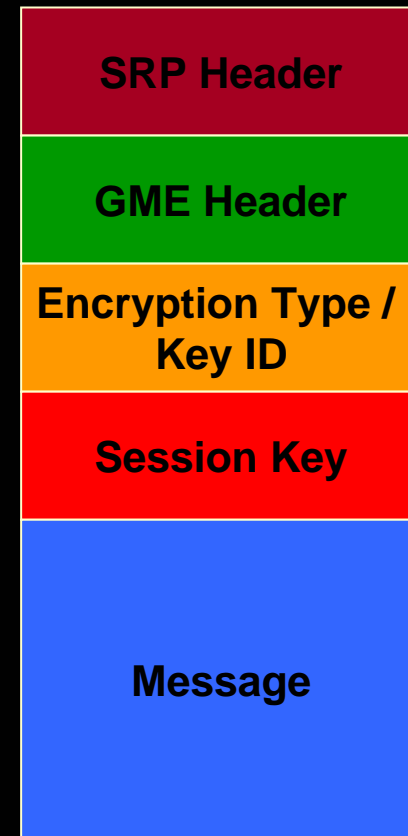 SRP Header
GME Header
Encryption Type /
Key ID
Session Key
Message